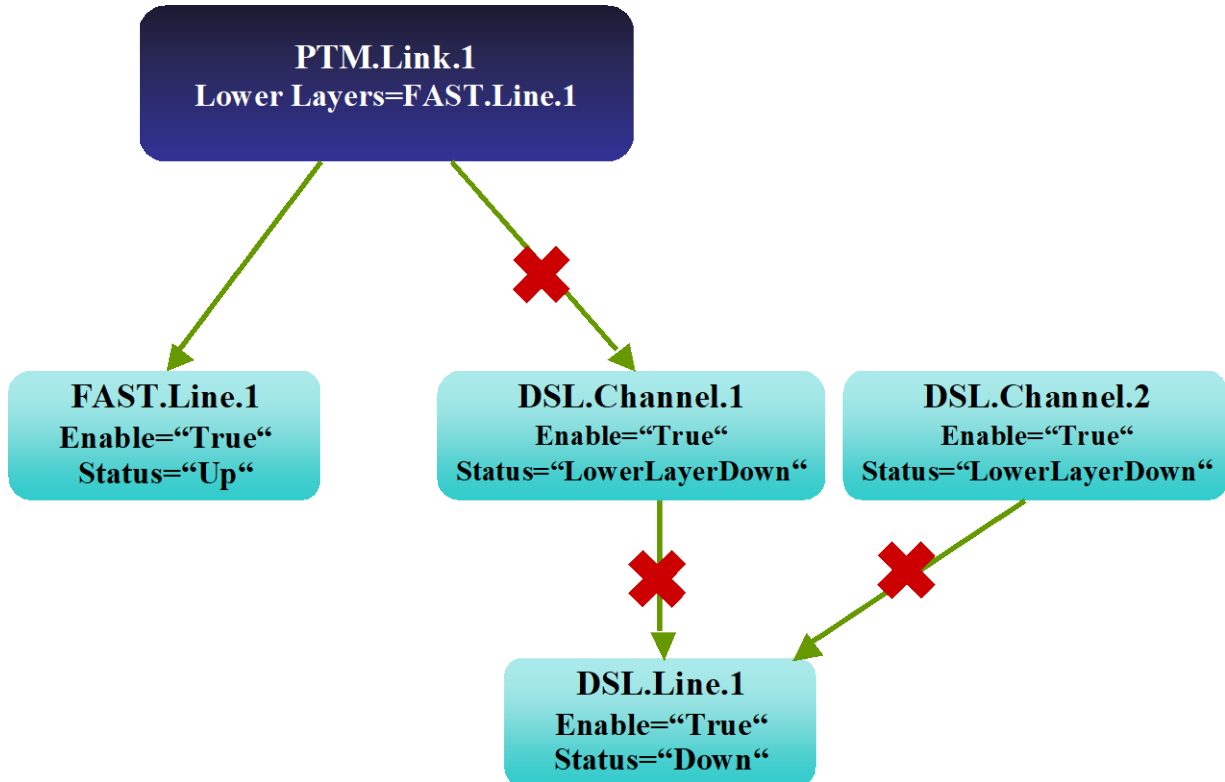 PTM.Link.1
Lower Layers=FAST.Line.1
FAST.Line.1
Enable=“True“
Status=“Up“
DSL.Channel.1
Enable=“True“
Status=“LowerLayerDown“
DSL.Channel.2
Enable=“True“
Status=“LowerLayerDown“
DSL.Line.1
Enable=“True“
Status=“Down“